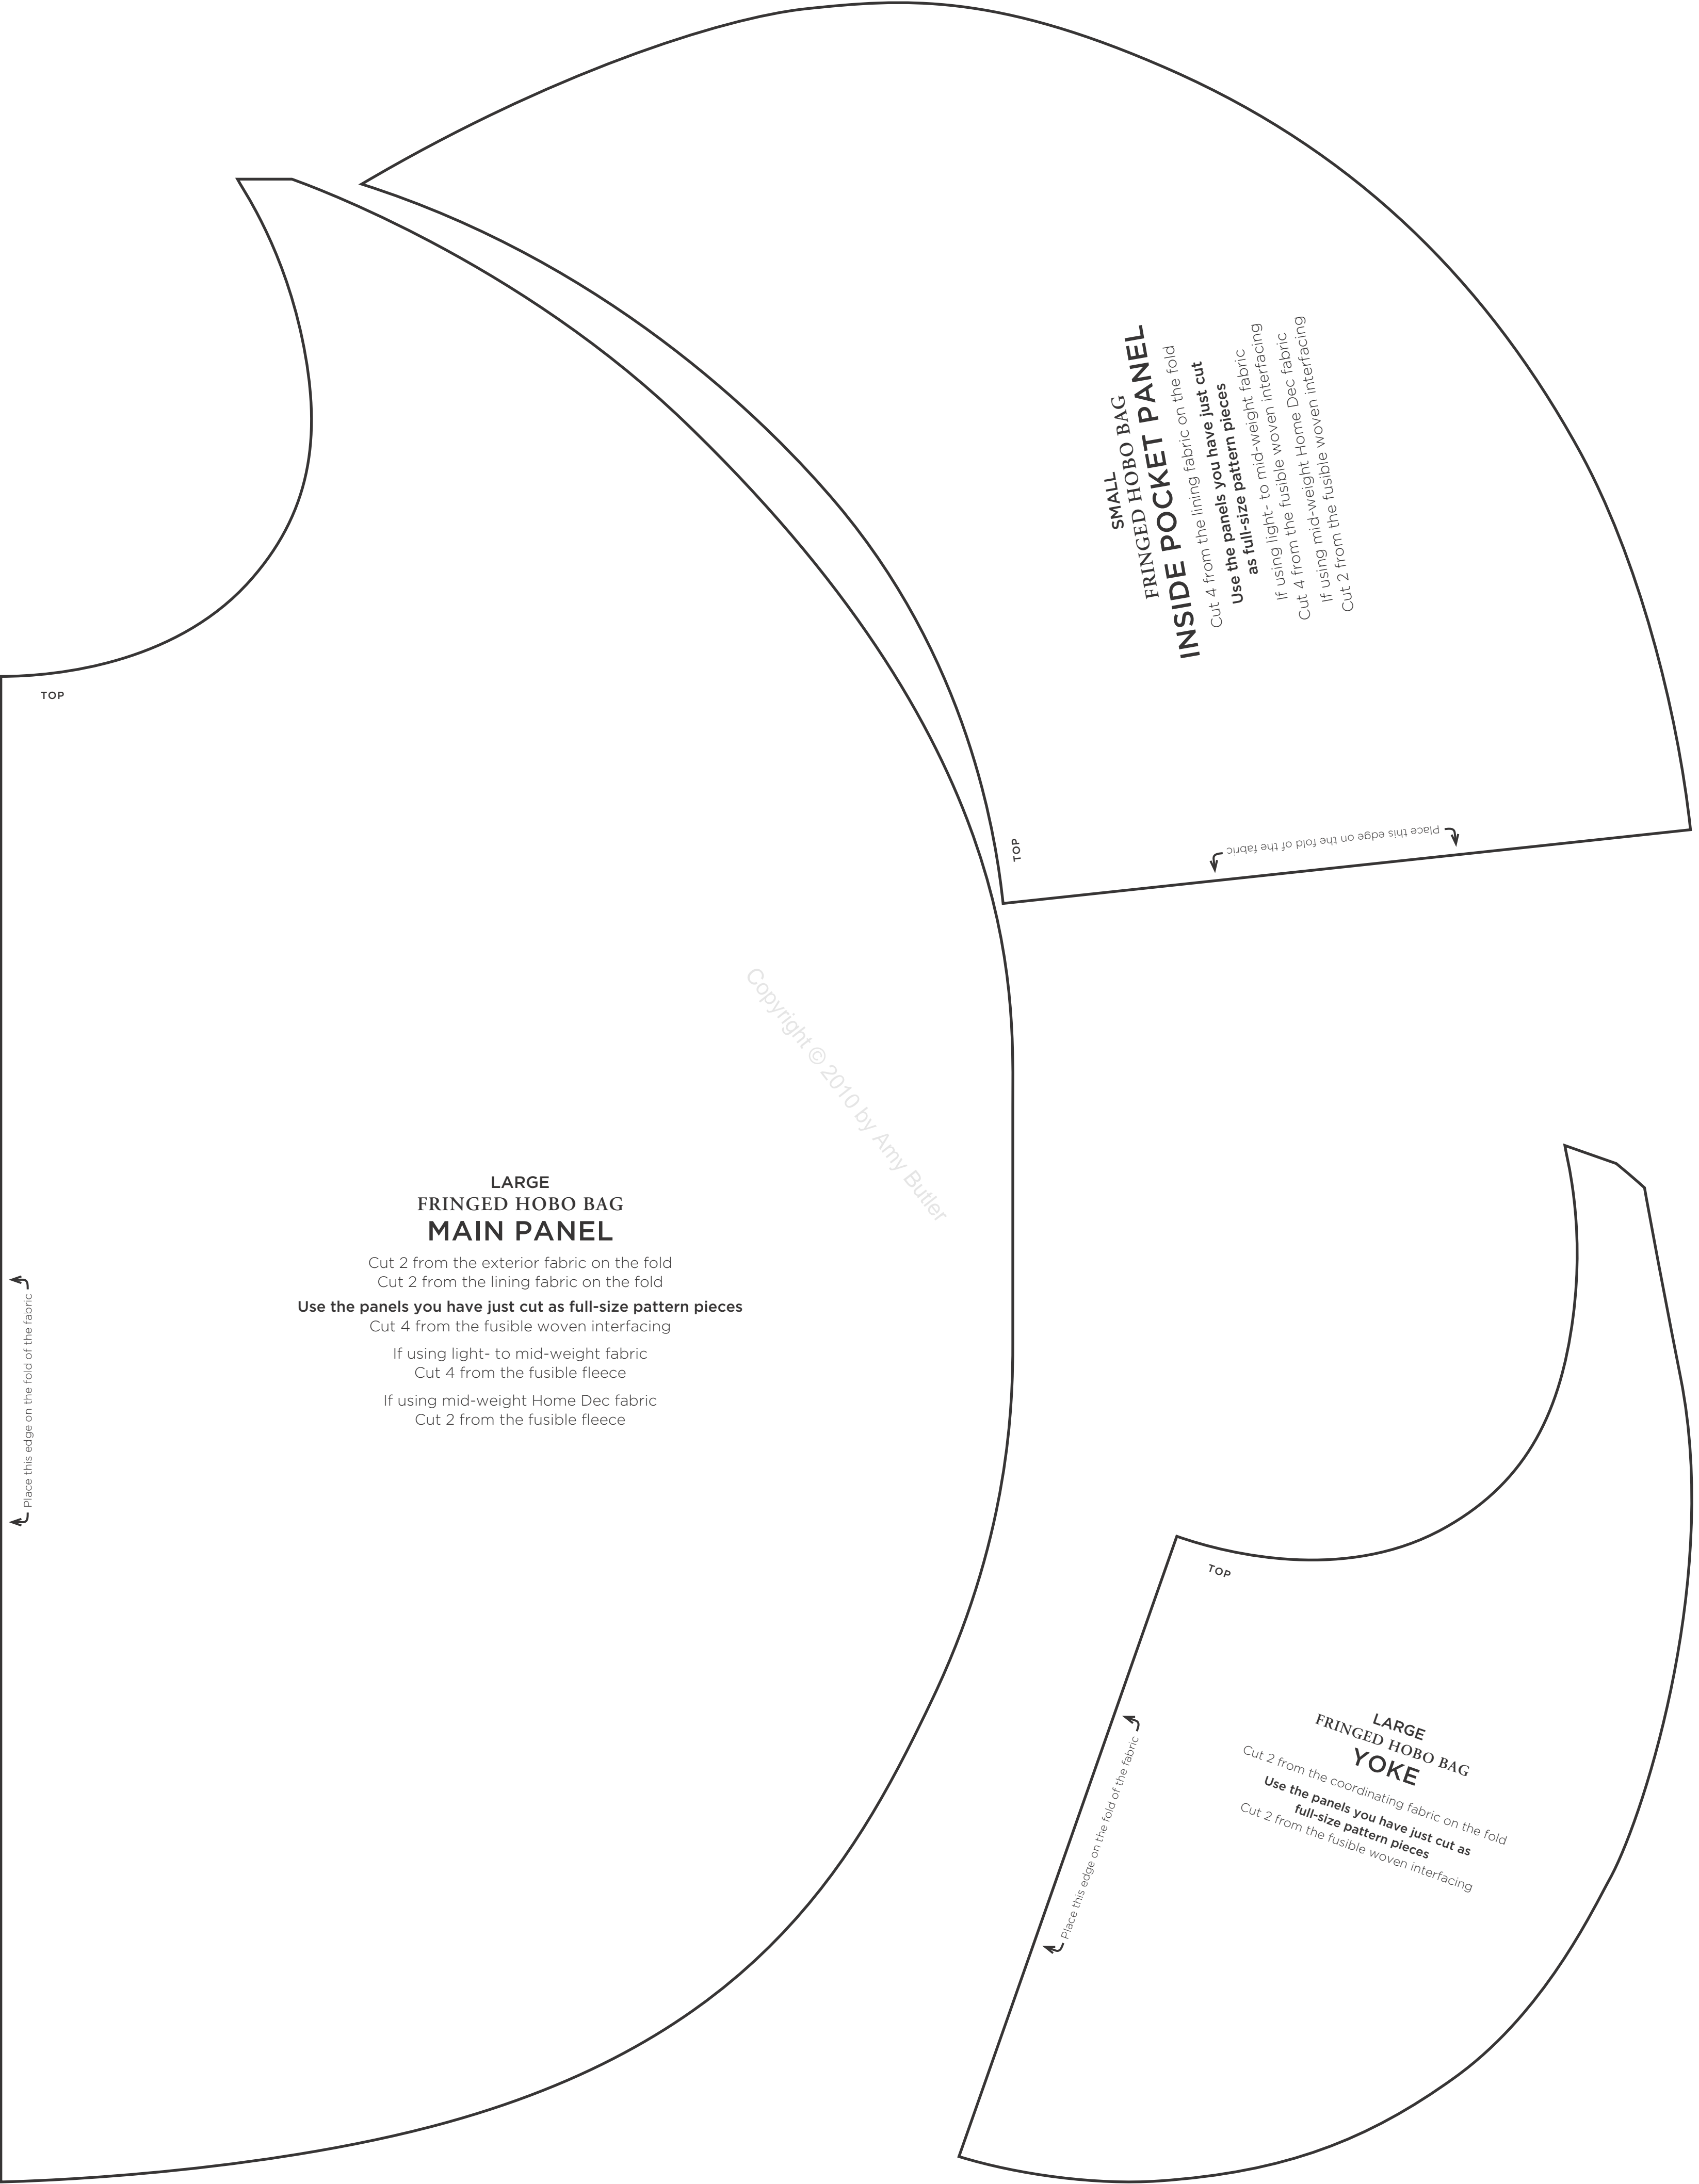 SMALL
FRINGED HOBO BAG
INSIDE POCKET PANEL
Cut 4 from the lining fabric on the fold
Use the panels you have just cut
as full-size pattern pieces
If using light- to mid-weight fabric
Cut 4 from the fusible woven interfacing
If using mid-weight Home Dec fabric
Cut 2 from the fusible woven interfacing
TOP
Place this edge on the fold of the fabric
TOP
Copyright © 2010 by Amy Butler
LARGE
FRINGED HOBO BAG
MAIN PANEL
Cut 2 from the exterior fabric on the fold
Cut 2 from the lining fabric on the fold
Use the panels you have just cut as full-size pattern pieces
Cut 4 from the fusible woven interfacing
If using light- to mid-weight fabric
Cut 4 from the fusible fleece
If using mid-weight Home Dec fabric
Cut 2 from the fusible fleece
Place this edge on the fold of the fabric
TOP
LARGE
FRINGED HOBO BAG
YOKE
Cut 2 from the coordinating fabric on the fold
Use the panels you have just cut as
full-size pattern pieces
Cut 2 from the fusible woven interfacing
Place this edge on the fold of the fabric